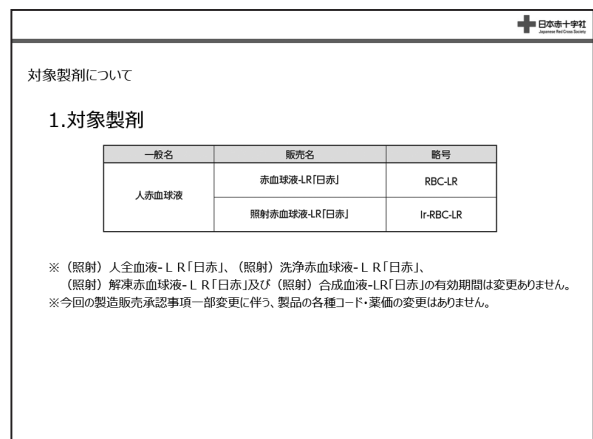 日本赤十字社
Japanese Red Cross Society
対象製剤について
1.対象製剤
一般名 販売名 略号
人赤血球液
赤血球液-LR「日赤」 RBC-LR
照射赤血球液-LR「日赤」 Ir-RBC-LR
※（照射）人全血液-ＬＲ「日赤」、（照射）洗浄赤血球液-ＬＲ「日赤」、
（照射）解凍赤血球液-ＬＲ「日赤」及び（照射）合成血液-LR「日赤」の有効期間は変更ありません。
※今回の製造販売承認事項一部変更に伴う、製品の各種コード・薬価の変更はありません。